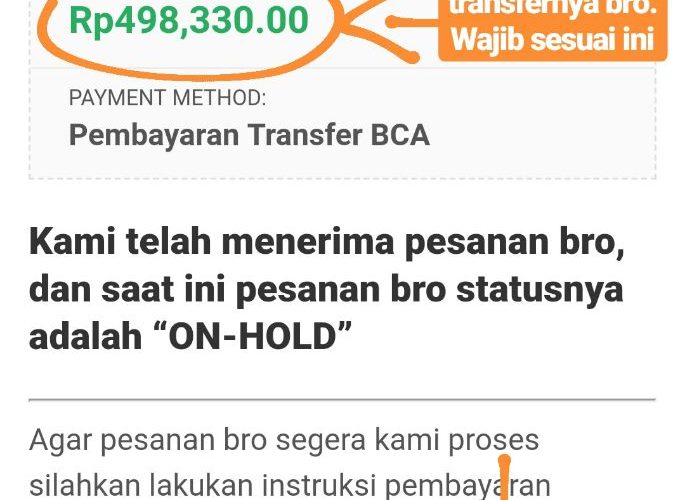 transfernya bro.
Rp498,330.00
Wajib sesuai ini
PAYMENT METHOD:
Pembayaran Transfer BCA
Kami telah menerima pesanan bro,
dan saat ini pesanan bro statusnya
adalah “ON-HOLD”
Agar pesanan bro segera kami proses
silahkan lakukan instruksi pembayaran